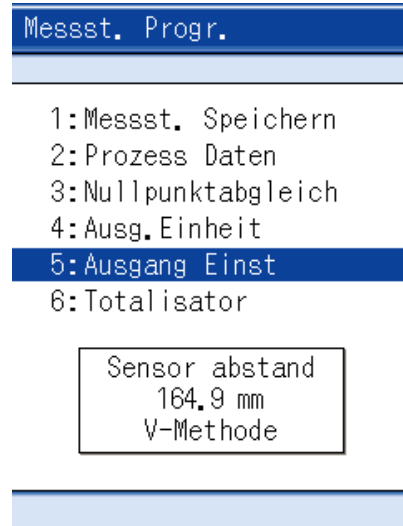 Messst. Progr.
1:Messst. Speichern
2:Prozess Daten
3:Nullpunktabgleich
4:Ausg.Einheit
5:Ausgang Einst
6:Totalisator
Sensor abstand
164.9 mm
V-Methode